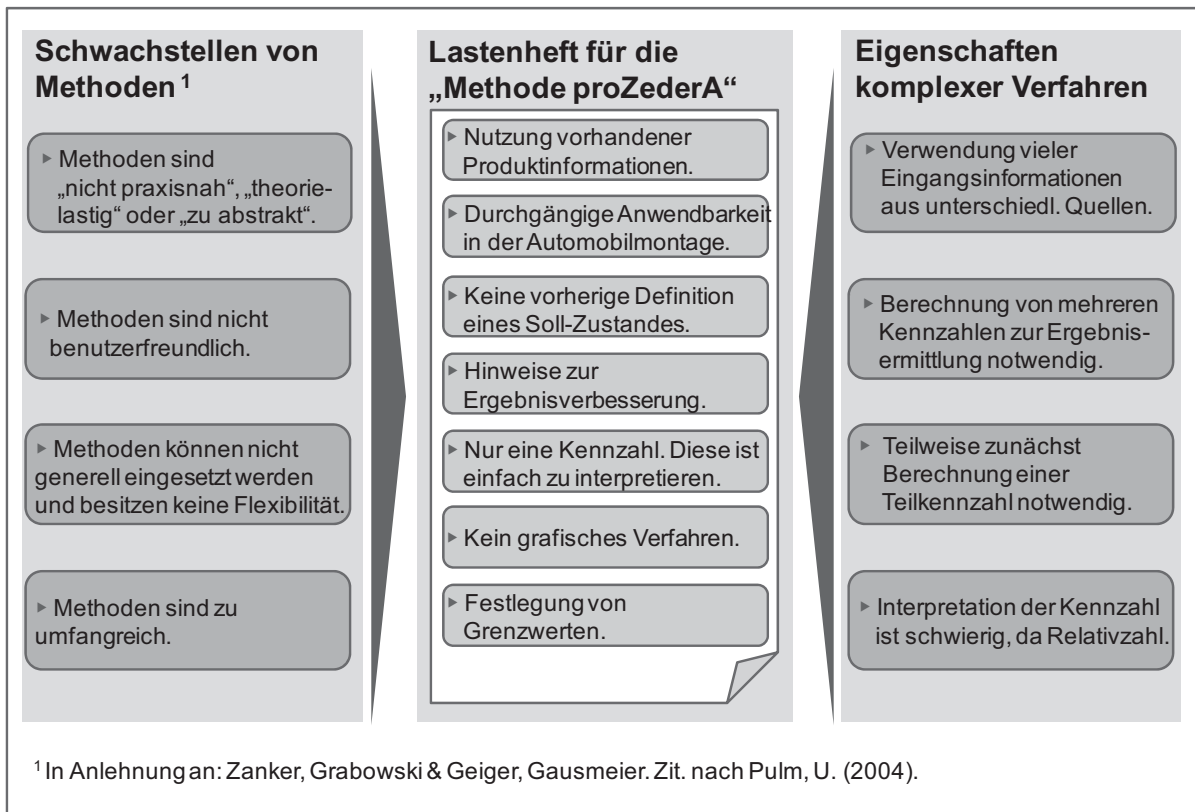 Schwachstellen von
Methoden ¹
▸ Methoden sind
„nicht praxisnah“, „theorie-
lastig“ oder „zu abstrakt“.
▸ Methoden sind nicht
benutzerfreundlich.
▸ Methoden können nicht
generell eingesetzt werden
und besitzen keine Flexibilität.
▸ Methoden sind zu
umfangreich.
Lastenheft für die
„Methode proZederA“
▸ Nutzung vorhandener
Produktinformationen.
▸ Durchgängige Anwendbarkeit
in der Automobilmontage.
▸ Keine vorherige Definition
eines Soll-Zustandes.
▸ Hinweise zur
Ergebnisverbesserung.
▸ Nur eine Kennzahl. Diese ist
einfach zu interpretieren.
▸ Kein grafisches Verfahren.
▸ Festlegung von
Grenzwerten.
Eigenschaften
komplexer Verfahren
▸ Verwendung vieler
Eingangsinformationen
aus unterschiedl. Quellen.
▸ Berechnung von mehreren
Kennzahlen zur Ergebnis-
ermittlung notwendig.
▸ Teilweise zunächst
Berechnung einer
Teilkennzahl notwendig.
▸ Interpretation der Kennzahl
ist schwierig, da Relativzahl.
¹ In Anlehnung an: Zanker, Grabowski & Geiger, Gausmeier. Zit. nach Pulm, U. (2004).